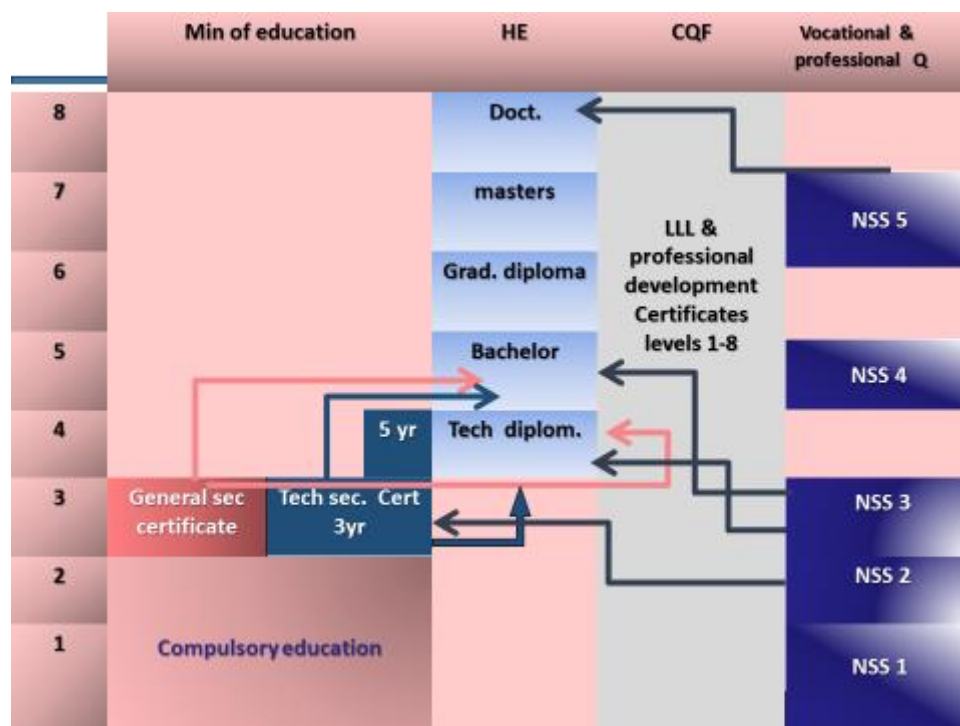 Min of education
HE
CQF
Vocational &
professional Q
8
Doct.
7
masters
NSS 5
LLL &
professional
development
Certificates
levels 1-8
6
Grad. diploma
5
Bachelor
NSS 4
4
5 yr
Tech diplom.
3
General sec
certificate
Tech sec. Cert
3yr
NSS 3
2
NSS 2
1
Compulsory education
NSS 1